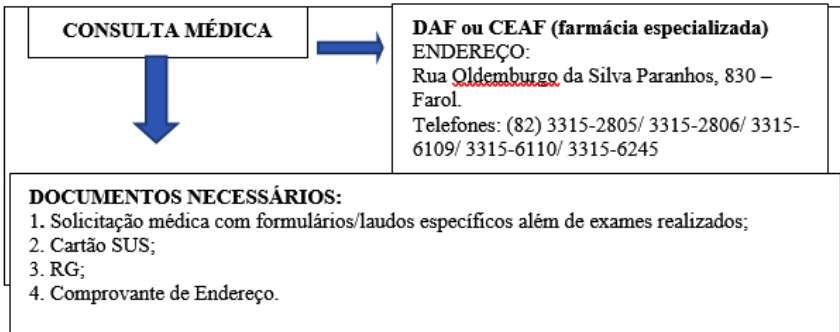 CONSULTA MÉDICA
DAF ou CEAF (farmácia especializada)
ENDEREÇO:
Rua Oldemburgo da Silva Paranhos, 830 –
Farol.
Telefones: (82) 3315-2805/ 3315-2806/ 3315-
6109/ 3315-6110/ 3315-6245
DOCUMENTOS NECESSÁRIOS:
1. Solicitação médica com formulários/laudos específicos além de exames realizados;
2. Cartão SUS;
3. RG;
4. Comprovante de Endereço.